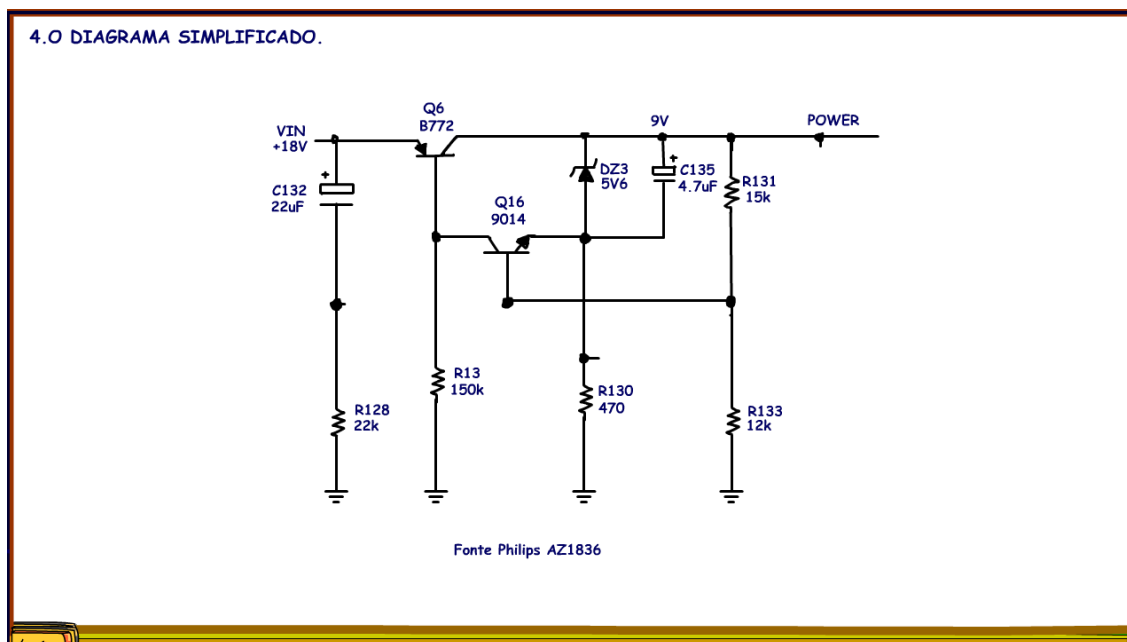 4.O DIAGRAMA SIMPLIFICADO.
Q6
B772
9V
POWER
VIN
+18V
C132
22uF
+
DZ3
5V6
+
C135
4.7uF
R131
15k
Q16
9014
R13
150k
R130
470
R128
22k
R133
12k
Fonte Philips AZ1836